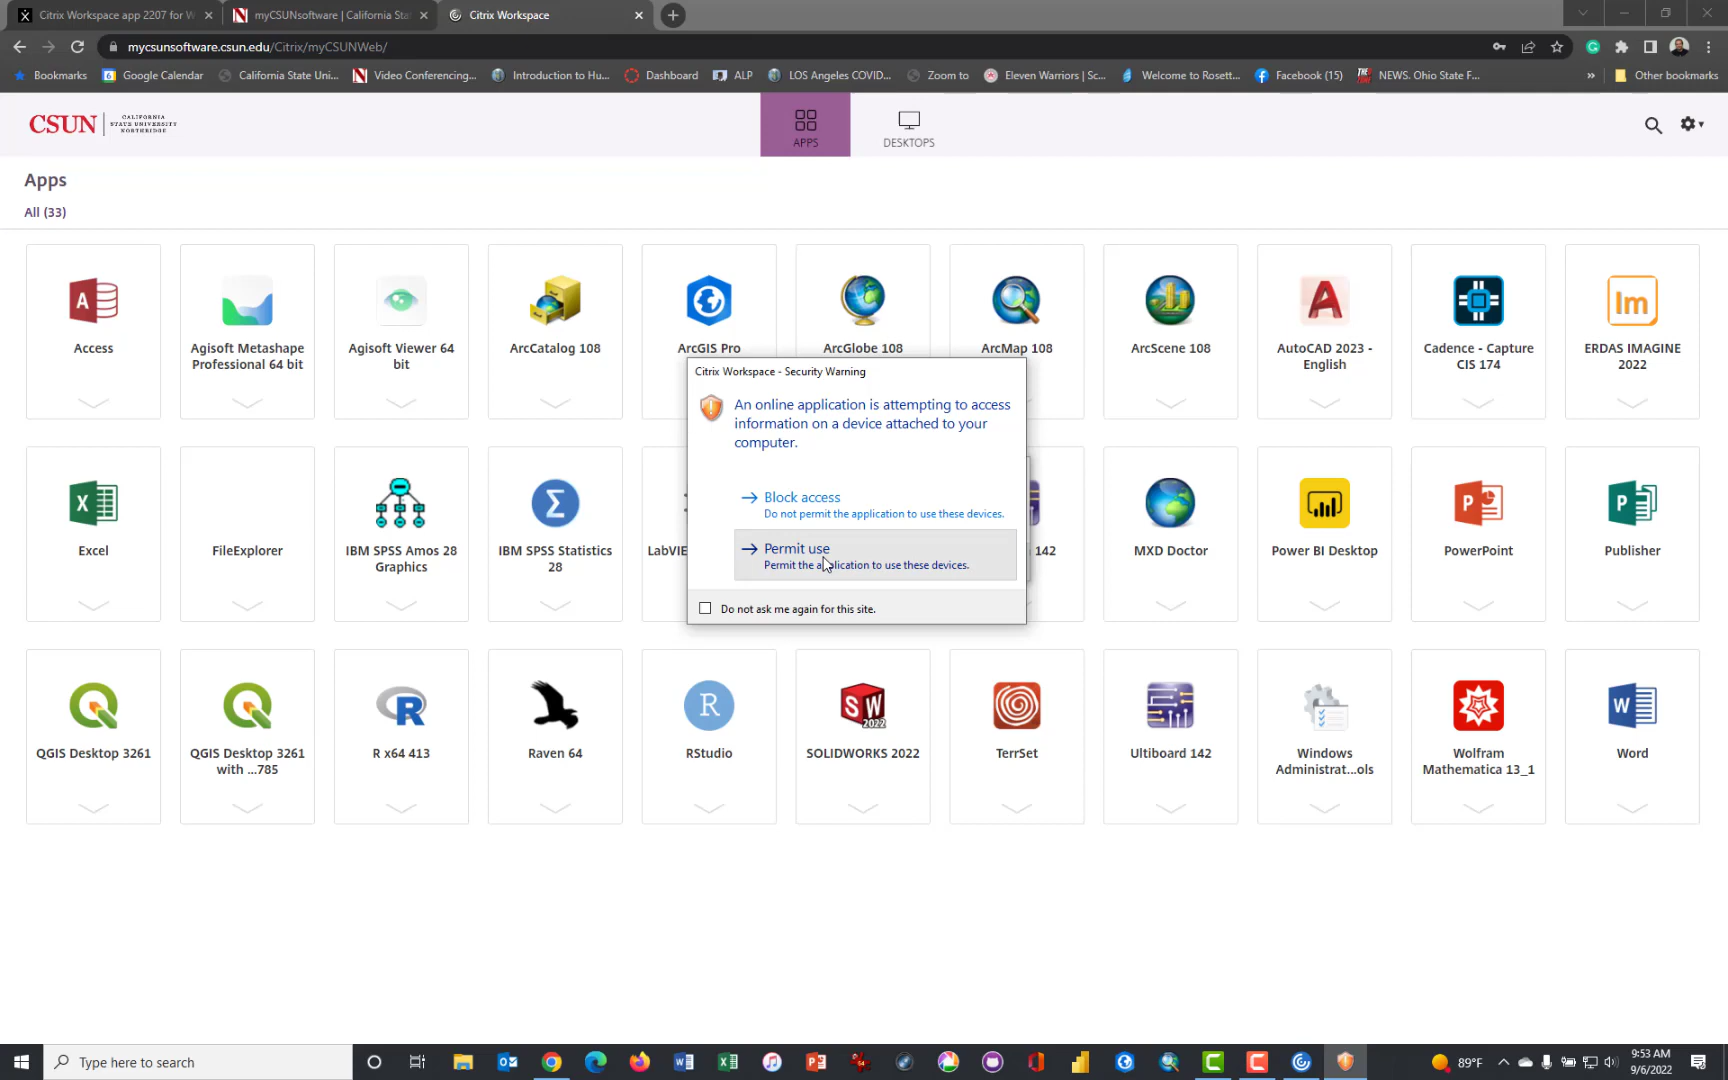 Citrix Workspace app 2207 for W
myCSUNsoftware | California Sta
Citrix Workspace
mycsunsoftware.csun.edu/Citrix/myCSUNWeb/
Bookmarks
Google Calendar
California State Uni...
Video Conferencing...
Introduction to Hu...
Dashboard
ALP
LOS Angeles COVID...
Zoom to
Eleven Warriors | Sc...
Welcome to Rosett...
Facebook (15)
NEWS. Ohio State F...
Other bookmarks
CSUN
CALIFORNIA
STATE UNIVERSITY
NORTHRIDGE
APPS
DESKTOPS
Apps
All (33)
Access
Agisoft Metashape
Professional 64 bit
Agisoft Viewer 64
bit
ArcCatalog 108
ArcGIS Pro
ArcGlobe 108
ArcMap 108
ArcScene 108
AutoCAD 2023 -
English
Cadence - Capture
CIS 174
Im
ERDAS IMAGINE
2022
Citrix Workspace - Security Warning
An online application is attempting to access
information on a device attached to your
computer.
Block access
Do not permit the application to use these devices.
Permit use
Permit the application to use these devices.
Do not ask me again for this site.
Excel
FileExplorer
IBM SPSS Amos 28
Graphics
IBM SPSS Statistics
28
LabVIE
142
MXD Doctor
Power BI Desktop
PowerPoint
Publisher
QGIS Desktop 3261
QGIS Desktop 3261
with ...785
R x64 413
Raven 64
RStudio
SW
2022
SOLIDWORKS 2022
TerrSet
Ultiboard 142
Windows
Administrat...ols
Wolfram
Mathematica 13_1
Word
Type here to search
89°F
9:53 AM
9/6/2022